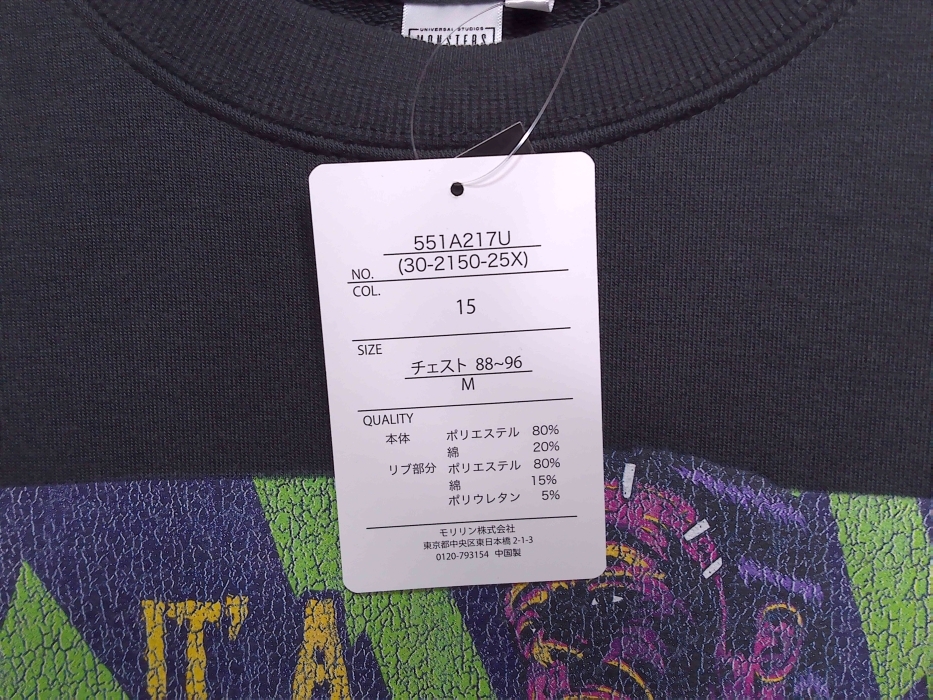 UNIVERSAL STUDIOS
MONSTERS
551A217U
NO. (30-2150-25X)
COL.
15
SIZE
チェスト 88~96
M
QUALITY
本体 ポリエステル 80%
綿 20%
リブ部分 ポリエステル 80%
綿 15%
ポリウレタン 5%
モリリン株式会社
東京都中央区東日本橋2-1-3
0120-793154 中国製
IT'S A